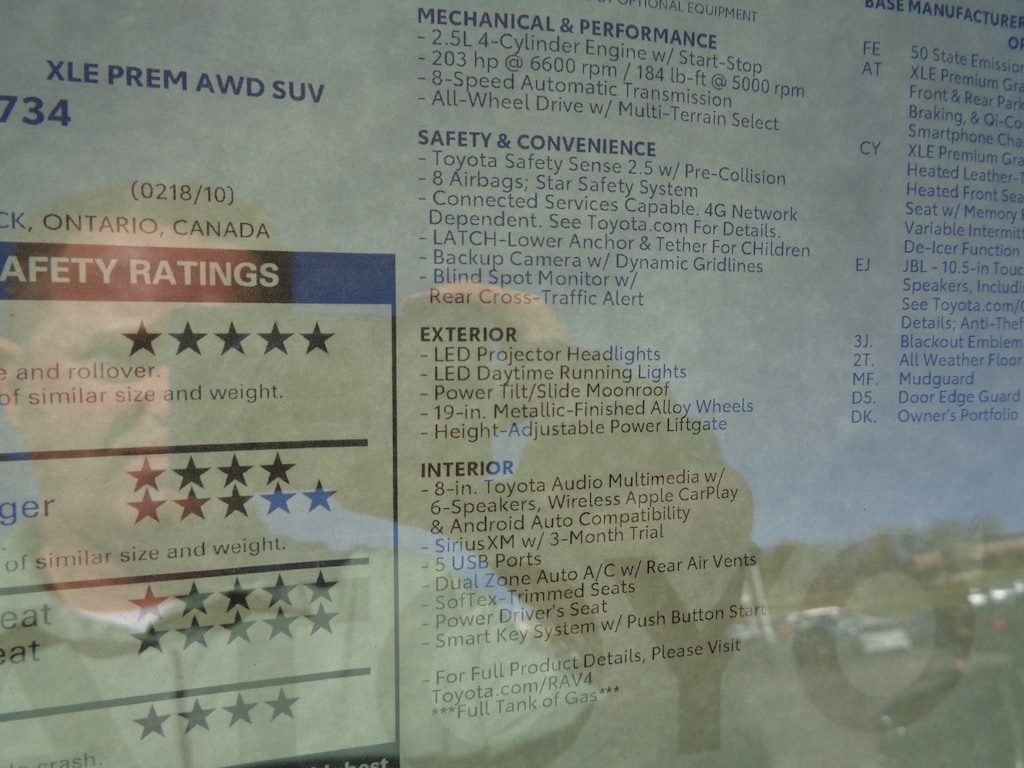 OPTIONAL EQUIPMENT
XLE PREM AWD SUV
734
(0218/10)
CK, ONTARIO, CANADA
AFETY RATINGS
★★★★★
e and rollover.
of similar size and weight.
★★★★
ger ★★★★★
of similar size and weight.
eat ★★★★★
eat ★★★★★
★★★★
crash.
MECHANICAL & PERFORMANCE
- 2.5L 4-Cylinder Engine w/ Start-Stop
- 203 hp @ 6600 rpm / 184 lb-ft @ 5000 rpm
- 8-Speed Automatic Transmission
- All-Wheel Drive w/ Multi-Terrain Select
SAFETY & CONVENIENCE
- Toyota Safety Sense 2.5 w/ Pre-Collision
- 8 Airbags; Star Safety System
- Connected Services Capable. 4G Network
Dependent. See Toyota.com For Details.
- LATCH-Lower Anchor & Tether For CHildren
- Backup Camera w/ Dynamic Gridlines
- Blind Spot Monitor w/
Rear Cross-Traffic Alert
EXTERIOR
- LED Projector Headlights
- LED Daytime Running Lights
- Power Tilt/Slide Moonroof
- 19-in. Metallic-Finished Alloy Wheels
- Height-Adjustable Power Liftgate
INTERIOR
- 8-in. Toyota Audio Multimedia w/
6-Speakers, Wireless Apple CarPlay
& Android Auto Compatibility
- SiriusXM w/ 3-Month Trial
- 5 USB Ports
- Dual Zone Auto A/C w/ Rear Air Vents
- SofTex-Trimmed Seats
- Power Driver's Seat
- Smart Key System w/ Push Button Start
- For Full Product Details, Please Visit
Toyota.com/RAV4
***Full Tank of Gas***
BASE MANUFACTURER
FE 50 State Emission
AT XLE Premium Gra
Front & Rear Park
Braking, & Qi-Co
Smartphone Cha
CY XLE Premium Gra
Heated Leather-T
Heated Front Sea
Seat w/ Memory
Variable Intermit
De-Icer Function
EJ JBL - 10.5-in Touc
Speakers, Includi
See Toyota.com/
Details; Anti-Thef
3J. Blackout Emblem
2T. All Weather Floor
MF. Mudguard
D5. Door Edge Guard
DK. Owner's Portfolio